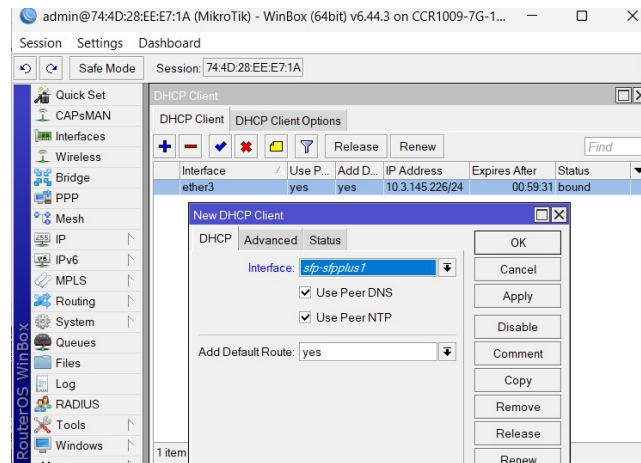 admin@74:4D:28:EE:E7:1A (MikroTik) - WinBox (64bit) v6.44.3 on CCR1009-7G-1...
Session Settings Dashboard
Safe Mode Session: 74:4D:28:EE:E7:1A
RouterOS WinBox
Quick Set
CAPsMAN
Interfaces
Wireless
Bridge
PPP
Mesh
IP
IPv6
MPLS
Routing
System
Queues
Files
Log
RADIUS
Tools
Windows
DHCP Client
DHCP Client DHCP Client Options
Release Renew Find
Interface Use P... Add D... IP Address Expires After Status
ether3 yes yes 10.3.145.226/24 00:59:31 bound
New DHCP Client
DHCP Advanced Status
Interface: sfp-sfpplus1
Use Peer DNS
Use Peer NTP
Add Default Route: yes
OK
Cancel
Apply
Disable
Comment
Copy
Remove
Release
Renew
1 item